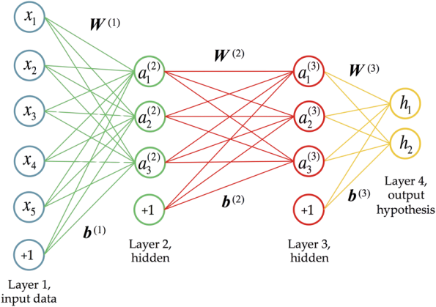 x₁
x₂
x₃
x₄
x₅
+1
Layer 1,
input data
W⁽¹⁾
b⁽¹⁾
a₁⁽²⁾
a₂⁽²⁾
a₃⁽²⁾
+1
Layer 2,
hidden
W⁽²⁾
b⁽²⁾
a₁⁽³⁾
a₂⁽³⁾
a₃⁽³⁾
+1
Layer 3,
hidden
W⁽³⁾
b⁽³⁾
h₁
h₂
Layer 4,
output
hypothesis